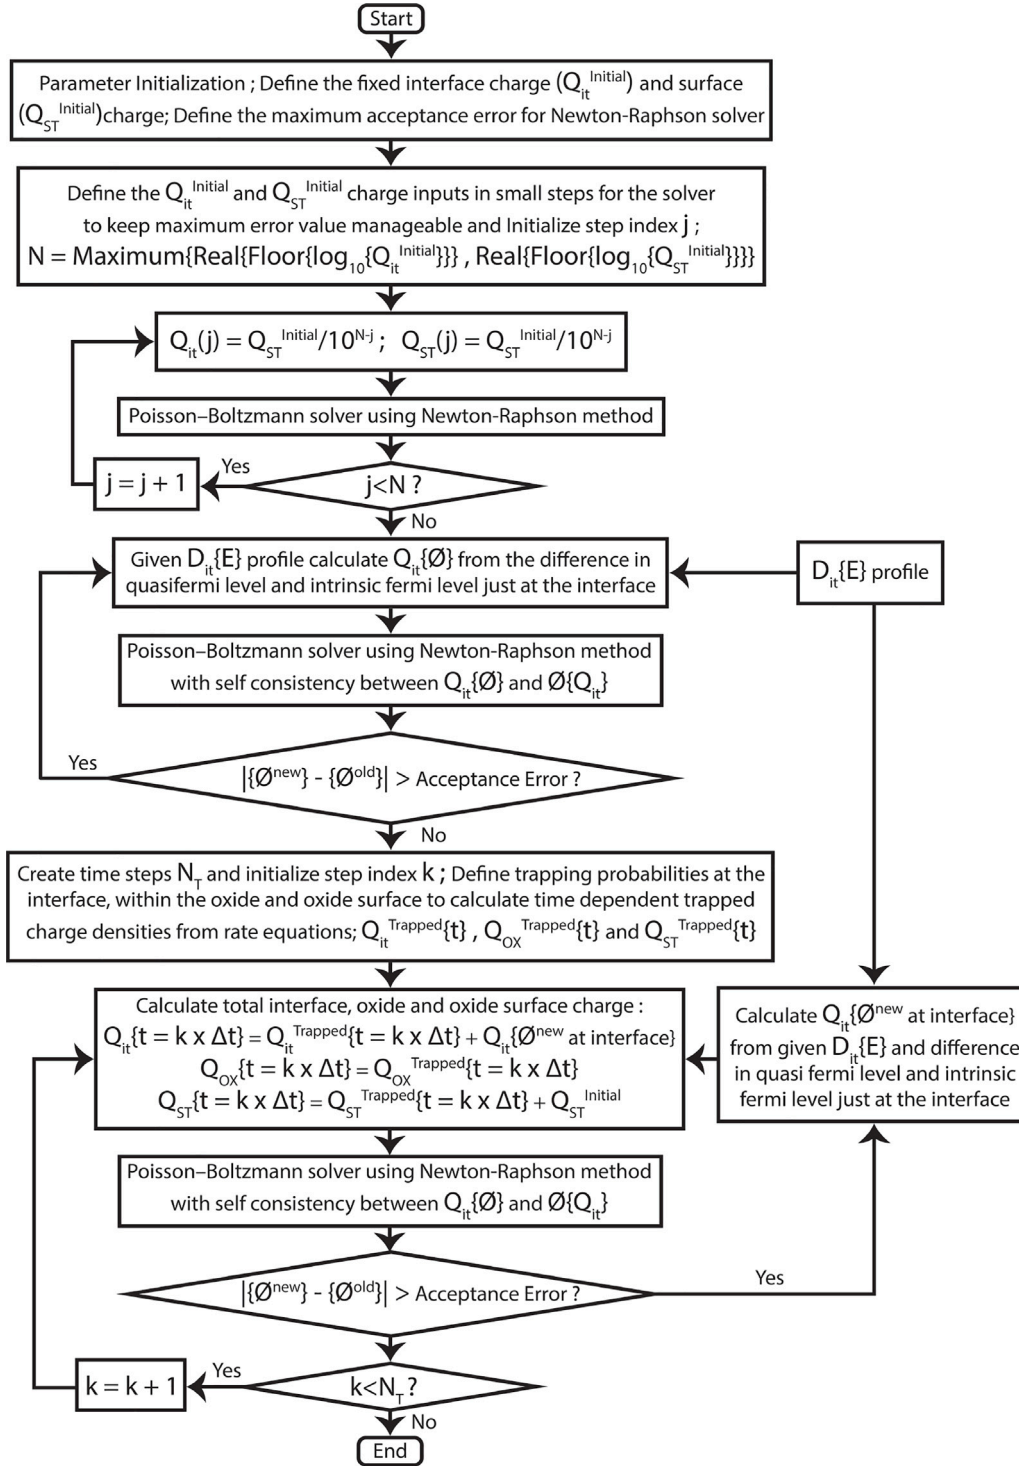 Start
Parameter Initialization ; Define the fixed interface charge (Q_it^Initial) and surface
(Q_ST^Initial)charge; Define the maximum acceptance error for Newton-Raphson solver
Define the Q_it^Initial and Q_ST^Initial charge inputs in small steps for the solver
to keep maximum error value manageable and Initialize step index j ;
N = Maximum{Real{Floor{log_10{Q_it^Initial}}} , Real{Floor{log_10{Q_ST^Initial}}}}
Q_it(j) = Q_ST^Initial/10^N-j ; Q_ST(j) = Q_ST^Initial/10^N-j
Poisson–Boltzmann solver using Newton-Raphson method
j<N ?
Yes
j = j + 1
No
Given D_it{E} profile calculate Q_it{Ø} from the difference in
quasifermi level and intrinsic fermi level just at the interface
D_it{E} profile
Poisson–Boltzmann solver using Newton-Raphson method
with self consistency between Q_it{Ø} and Ø{Q_it}
|{Ø^new} - {Ø^old}| > Acceptance Error ?
Yes
No
Create time steps N_T and initialize step index k ; Define trapping probabilities at the
interface, within the oxide and oxide surface to calculate time dependent trapped
charge densities from rate equations; Q_it^Trapped{t} , Q_OX^Trapped{t} and Q_ST^Trapped{t}
Calculate total interface, oxide and oxide surface charge :
Q_it{t = k x Δt} = Q_it^Trapped{t = k x Δt} + Q_it{Ø^new at interface}
Q_OX{t = k x Δt} = Q_OX^Trapped{t = k x Δt}
Q_ST{t = k x Δt} = Q_ST^Trapped{t = k x Δt} + Q_ST^Initial
Calculate Q_it{Ø^new at interface}
from given D_it{E} and difference
in quasi fermi level and intrinsic
fermi level just at the interface
Poisson–Boltzmann solver using Newton-Raphson method
with self consistency between Q_it{Ø} and Ø{Q_it}
|{Ø^new} - {Ø^old}| > Acceptance Error ?
Yes
k<N_T ?
Yes
k = k + 1
No
End